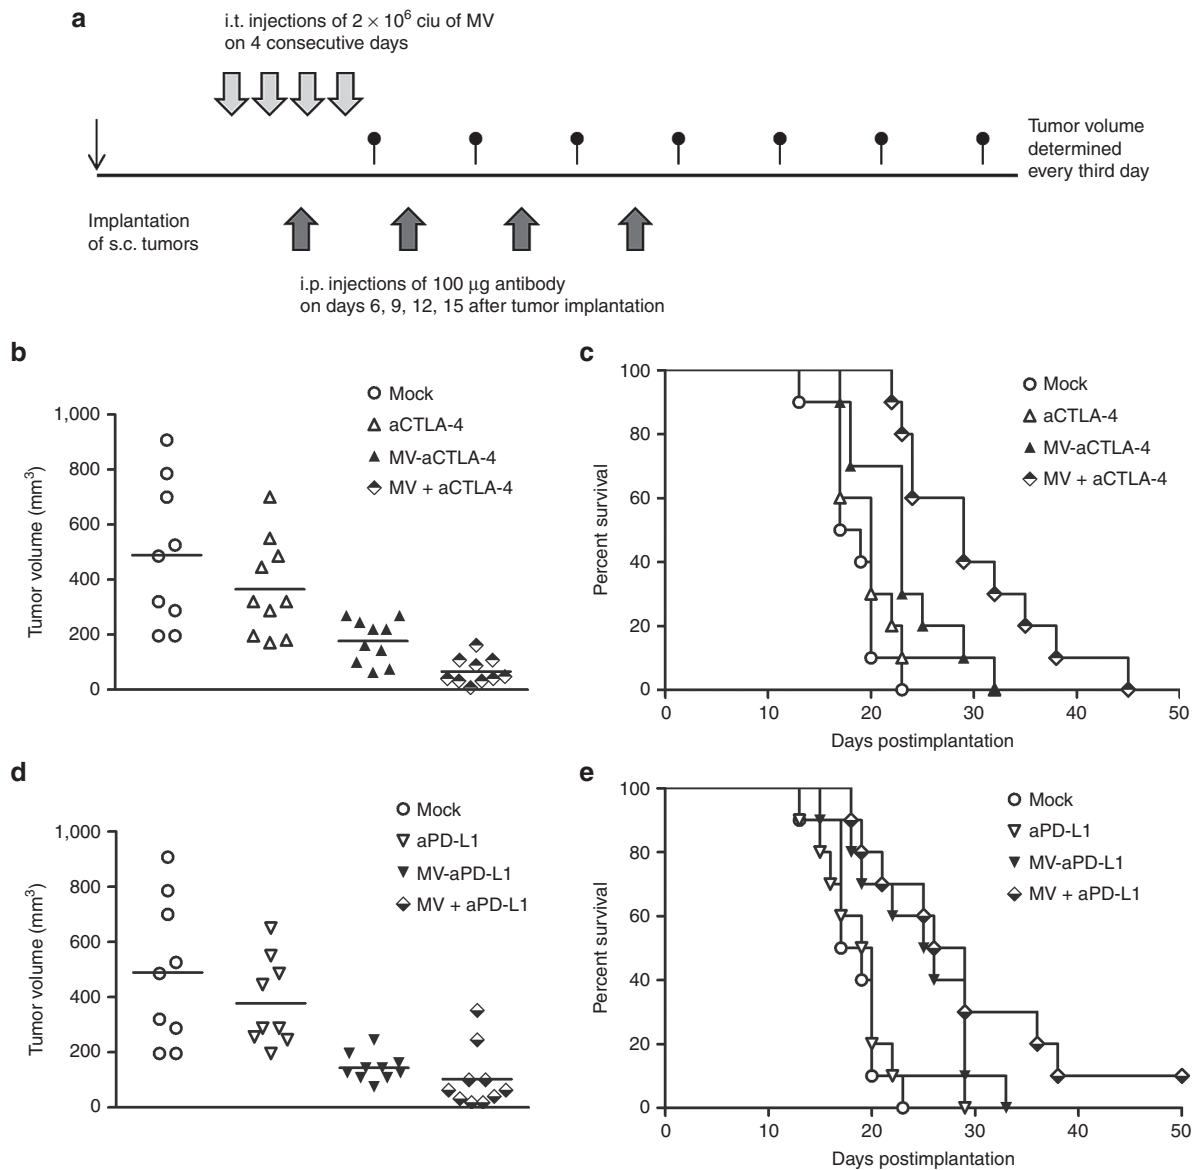 a
i.t. injections of 2 × 10⁶ ciu of MV
on 4 consecutive days
Tumor volume
determined
every third day
Implantation
of s.c. tumors
i.p. injections of 100 μg antibody
on days 6, 9, 12, 15 after tumor implantation
b
Mock
aCTLA-4
MV-aCTLA-4
MV + aCTLA-4
Tumor volume (mm³)
1,000
800
600
400
200
0
c
Mock
aCTLA-4
MV-aCTLA-4
MV + aCTLA-4
Percent survival
100
80
60
40
20
0
0 10 20 30 40 50
Days postimplantation
d
Mock
aPD-L1
MV-aPD-L1
MV + aPD-L1
Tumor volume (mm³)
1,000
800
600
400
200
0
e
Mock
aPD-L1
MV-aPD-L1
MV + aPD-L1
Percent survival
100
80
60
40
20
0
0 10 20 30 40 50
Days postimplantation